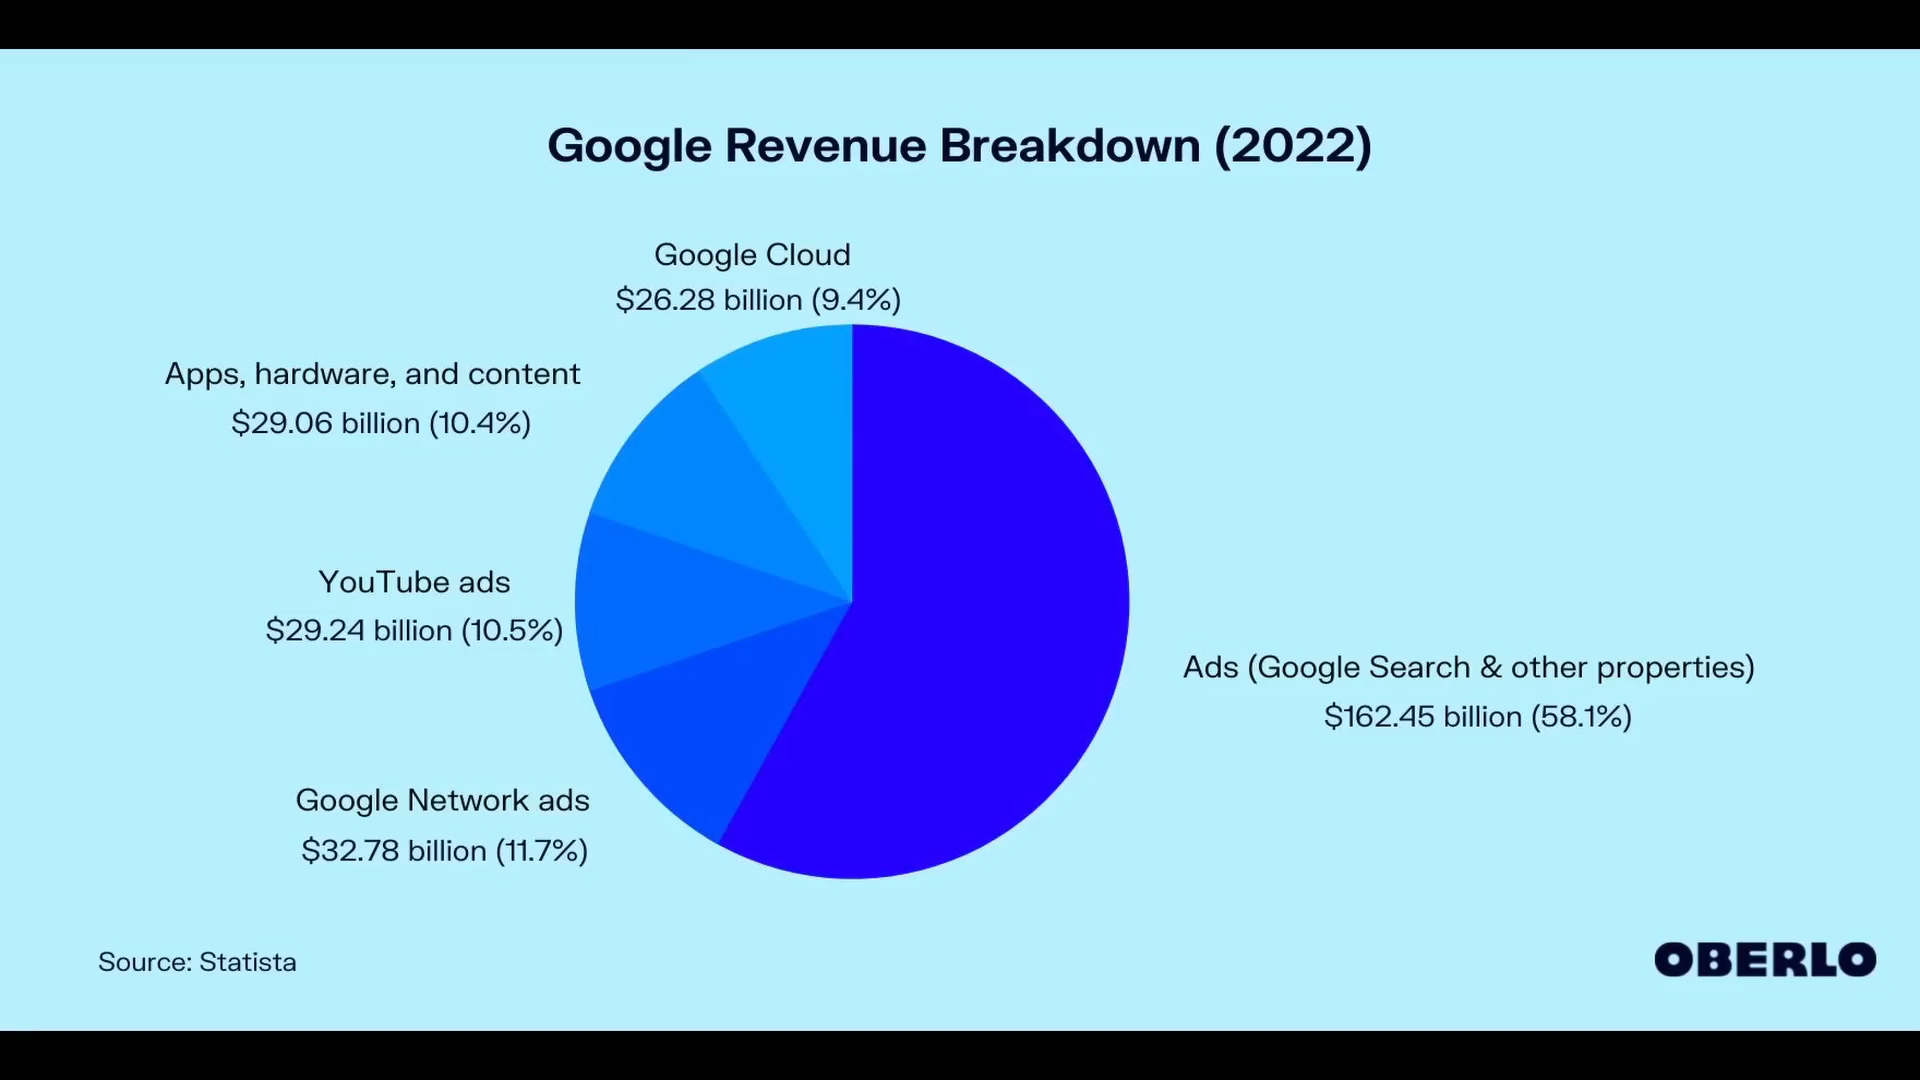 Google Revenue Breakdown (2022)
Google Cloud
$26.28 billion (9.4%)
Apps, hardware, and content
$29.06 billion (10.4%)
YouTube ads
$29.24 billion (10.5%)
Ads (Google Search & other properties)
$162.45 billion (58.1%)
Google Network ads
$32.78 billion (11.7%)
Source: Statista
OBERLO